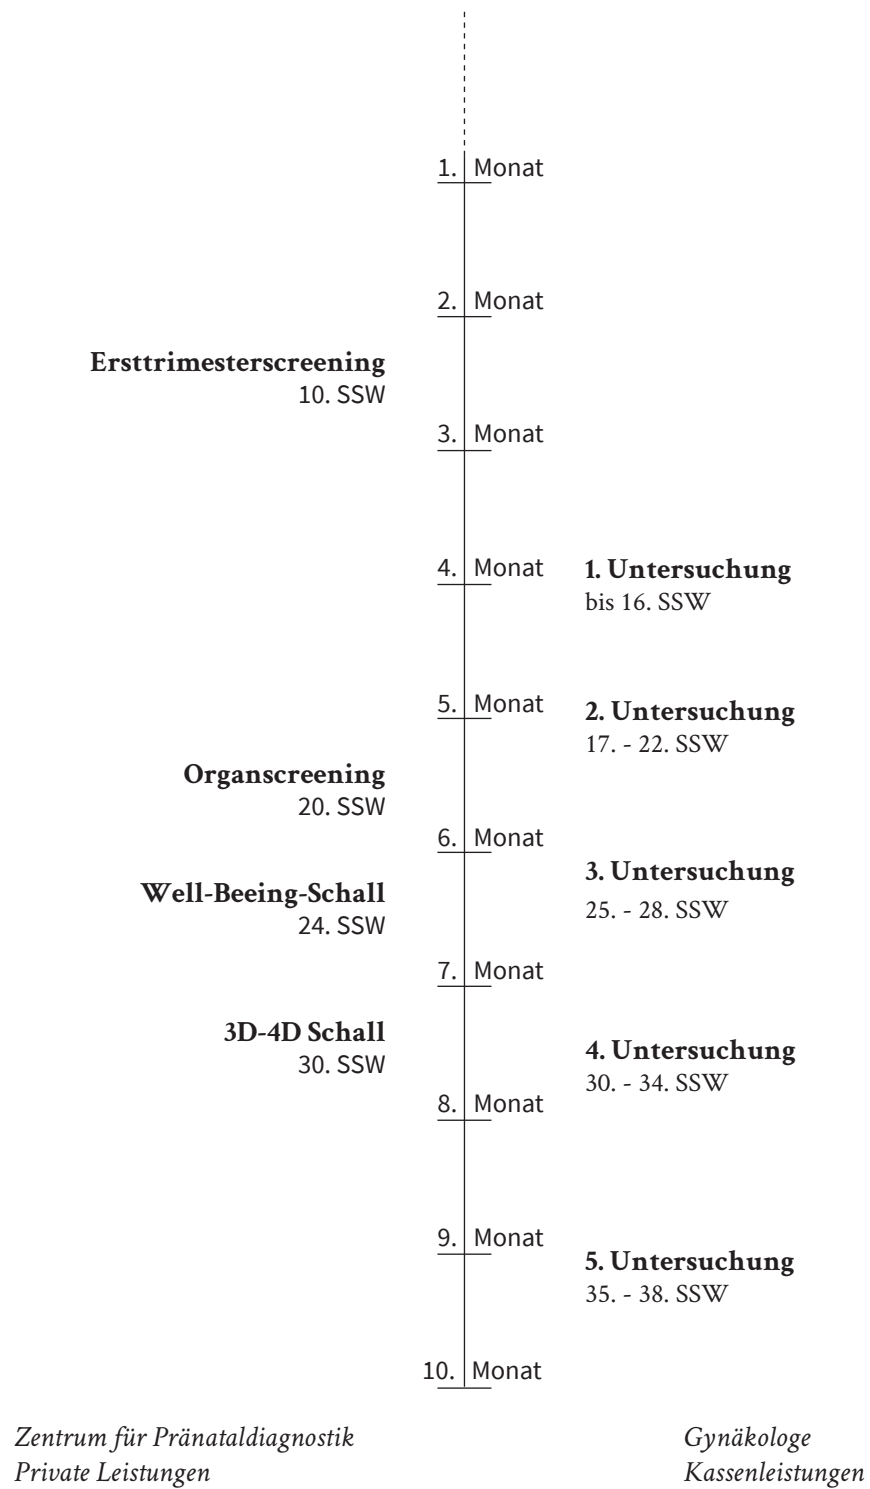 1. Monat
2. Monat
Ersttrimesterscreening
10. SSW
3. Monat
4. Monat
1. Untersuchung
bis 16. SSW
5. Monat
2. Untersuchung
17. - 22. SSW
Organscreening
20. SSW
6. Monat
3. Untersuchung
Well-Beeing-Schall
25. - 28. SSW
24. SSW
7. Monat
3D-4D Schall
30. SSW
4. Untersuchung
30. - 34. SSW
8. Monat
9. Monat
5. Untersuchung
35. - 38. SSW
10. Monat
Zentrum für Pränataldiagnostik
Private Leistungen
Gynäkologe
Kassenleistungen